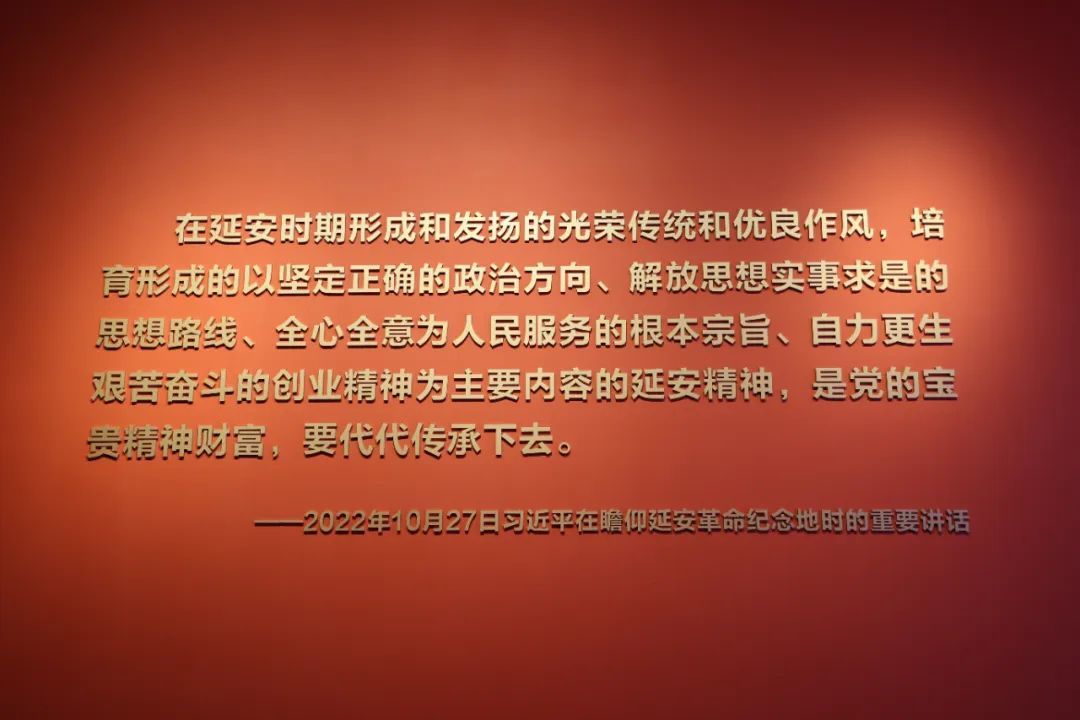 在延安时期形成和发扬的光荣传统和优良作风，培
育形成的以坚定正确的政治方向、解放思想实事求是的
思想路线、全心全意为人民服务的根本宗旨、自力更生
艰苦奋斗的创业精神为主要内容的延安精神，是党的宝
贵精神财富，要代代传承下去。
——2022年10月27日习近平在瞻仰延安革命纪念地时的重要讲话